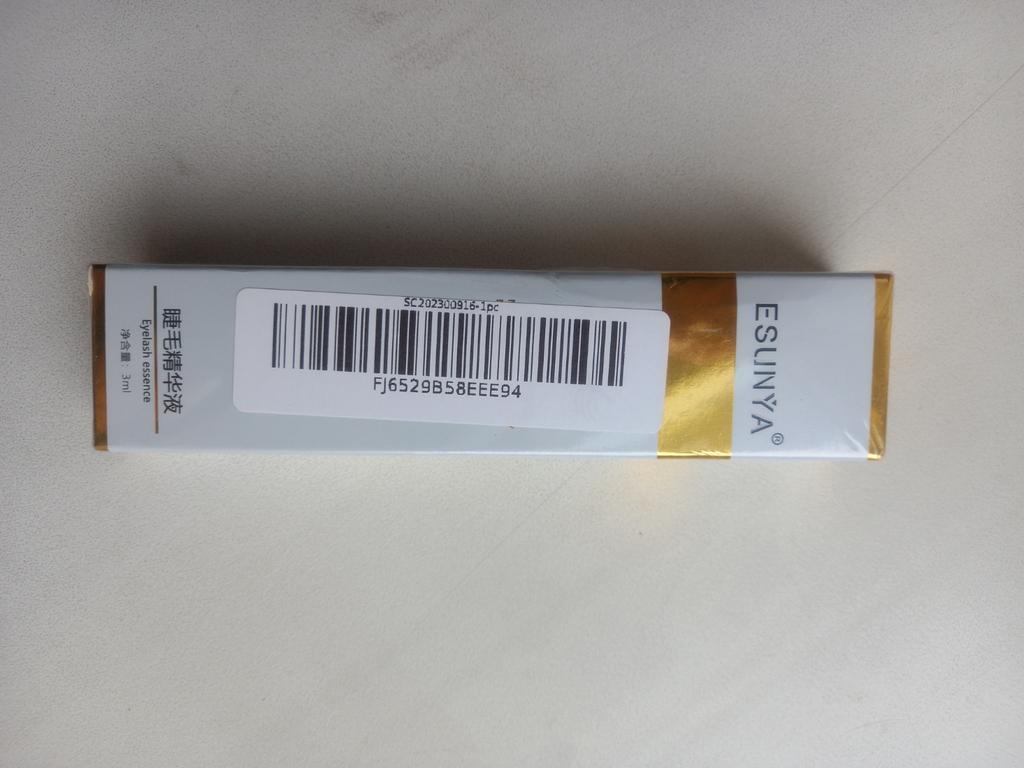 ESUNYA®
SC202300916-1pc
FJ6529B58EEE94
睫毛精华液
Eyelash essence
净含量：3ml